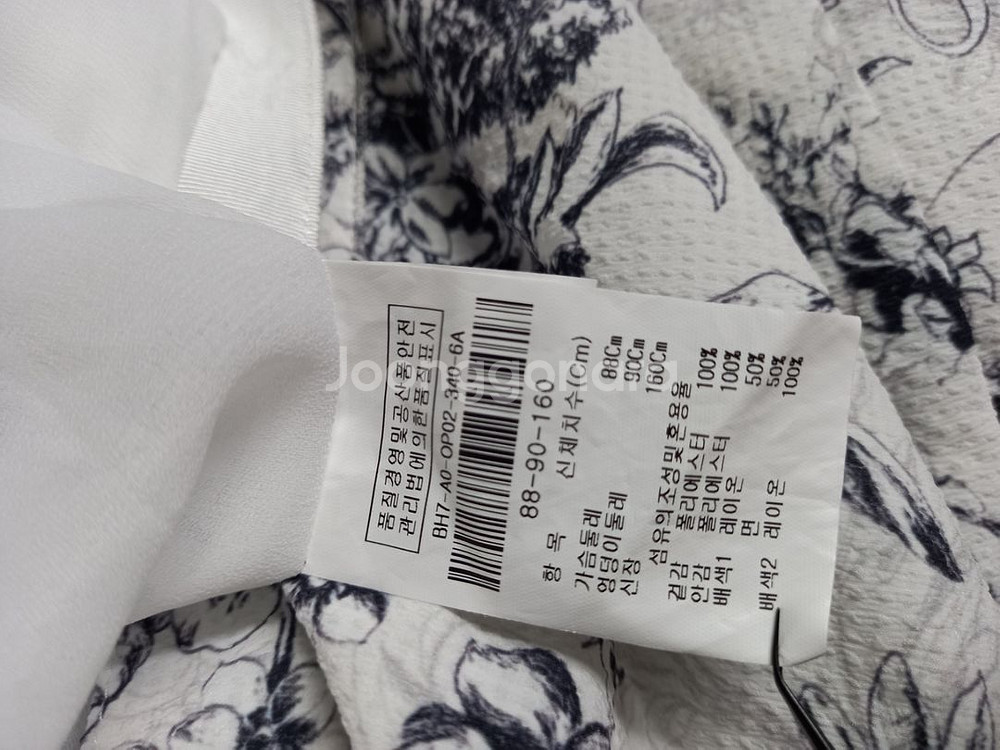 품질경영및공산품안전
관리법에의한품질표시
BH7-A0-OP02-340-6A
88-90-160
항 목 신체치수(Cm)
가슴둘레 88Cm
엉덩이둘레 90Cm
신장 160Cm
섬유의조성및혼용율
겉감 폴리에스터 100%
안감 폴리에스터 100%
배색1 레이온 50%
면 50%
배색2 레이온 100%
Joonggonara